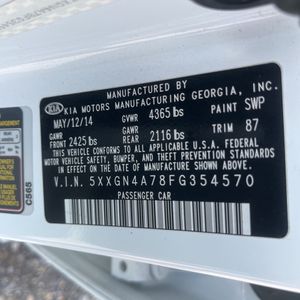 MANUFACTURED BY
KIA KIA MOTORS MANUFACTURING GEORGIA, INC.
MAY/12/14 GVWR 4365 lbs PAINT SWP
GAWR FRONT 2425 lbs GAWR REAR 2116 lbs TRIM 87
THIS VEHICLE CONFORMS TO ALL APPLICABLE U.S.A. FEDERAL
MOTOR VEHICLE SAFETY, BUMPER, AND THEFT PREVENTION
STANDARDS IN EFFECT ON THE DATE OF MANUFACTURE SHOWN ABOVE.
V.I.N. 5XXGN4A78FG354570
PASSENGER CAR
C565